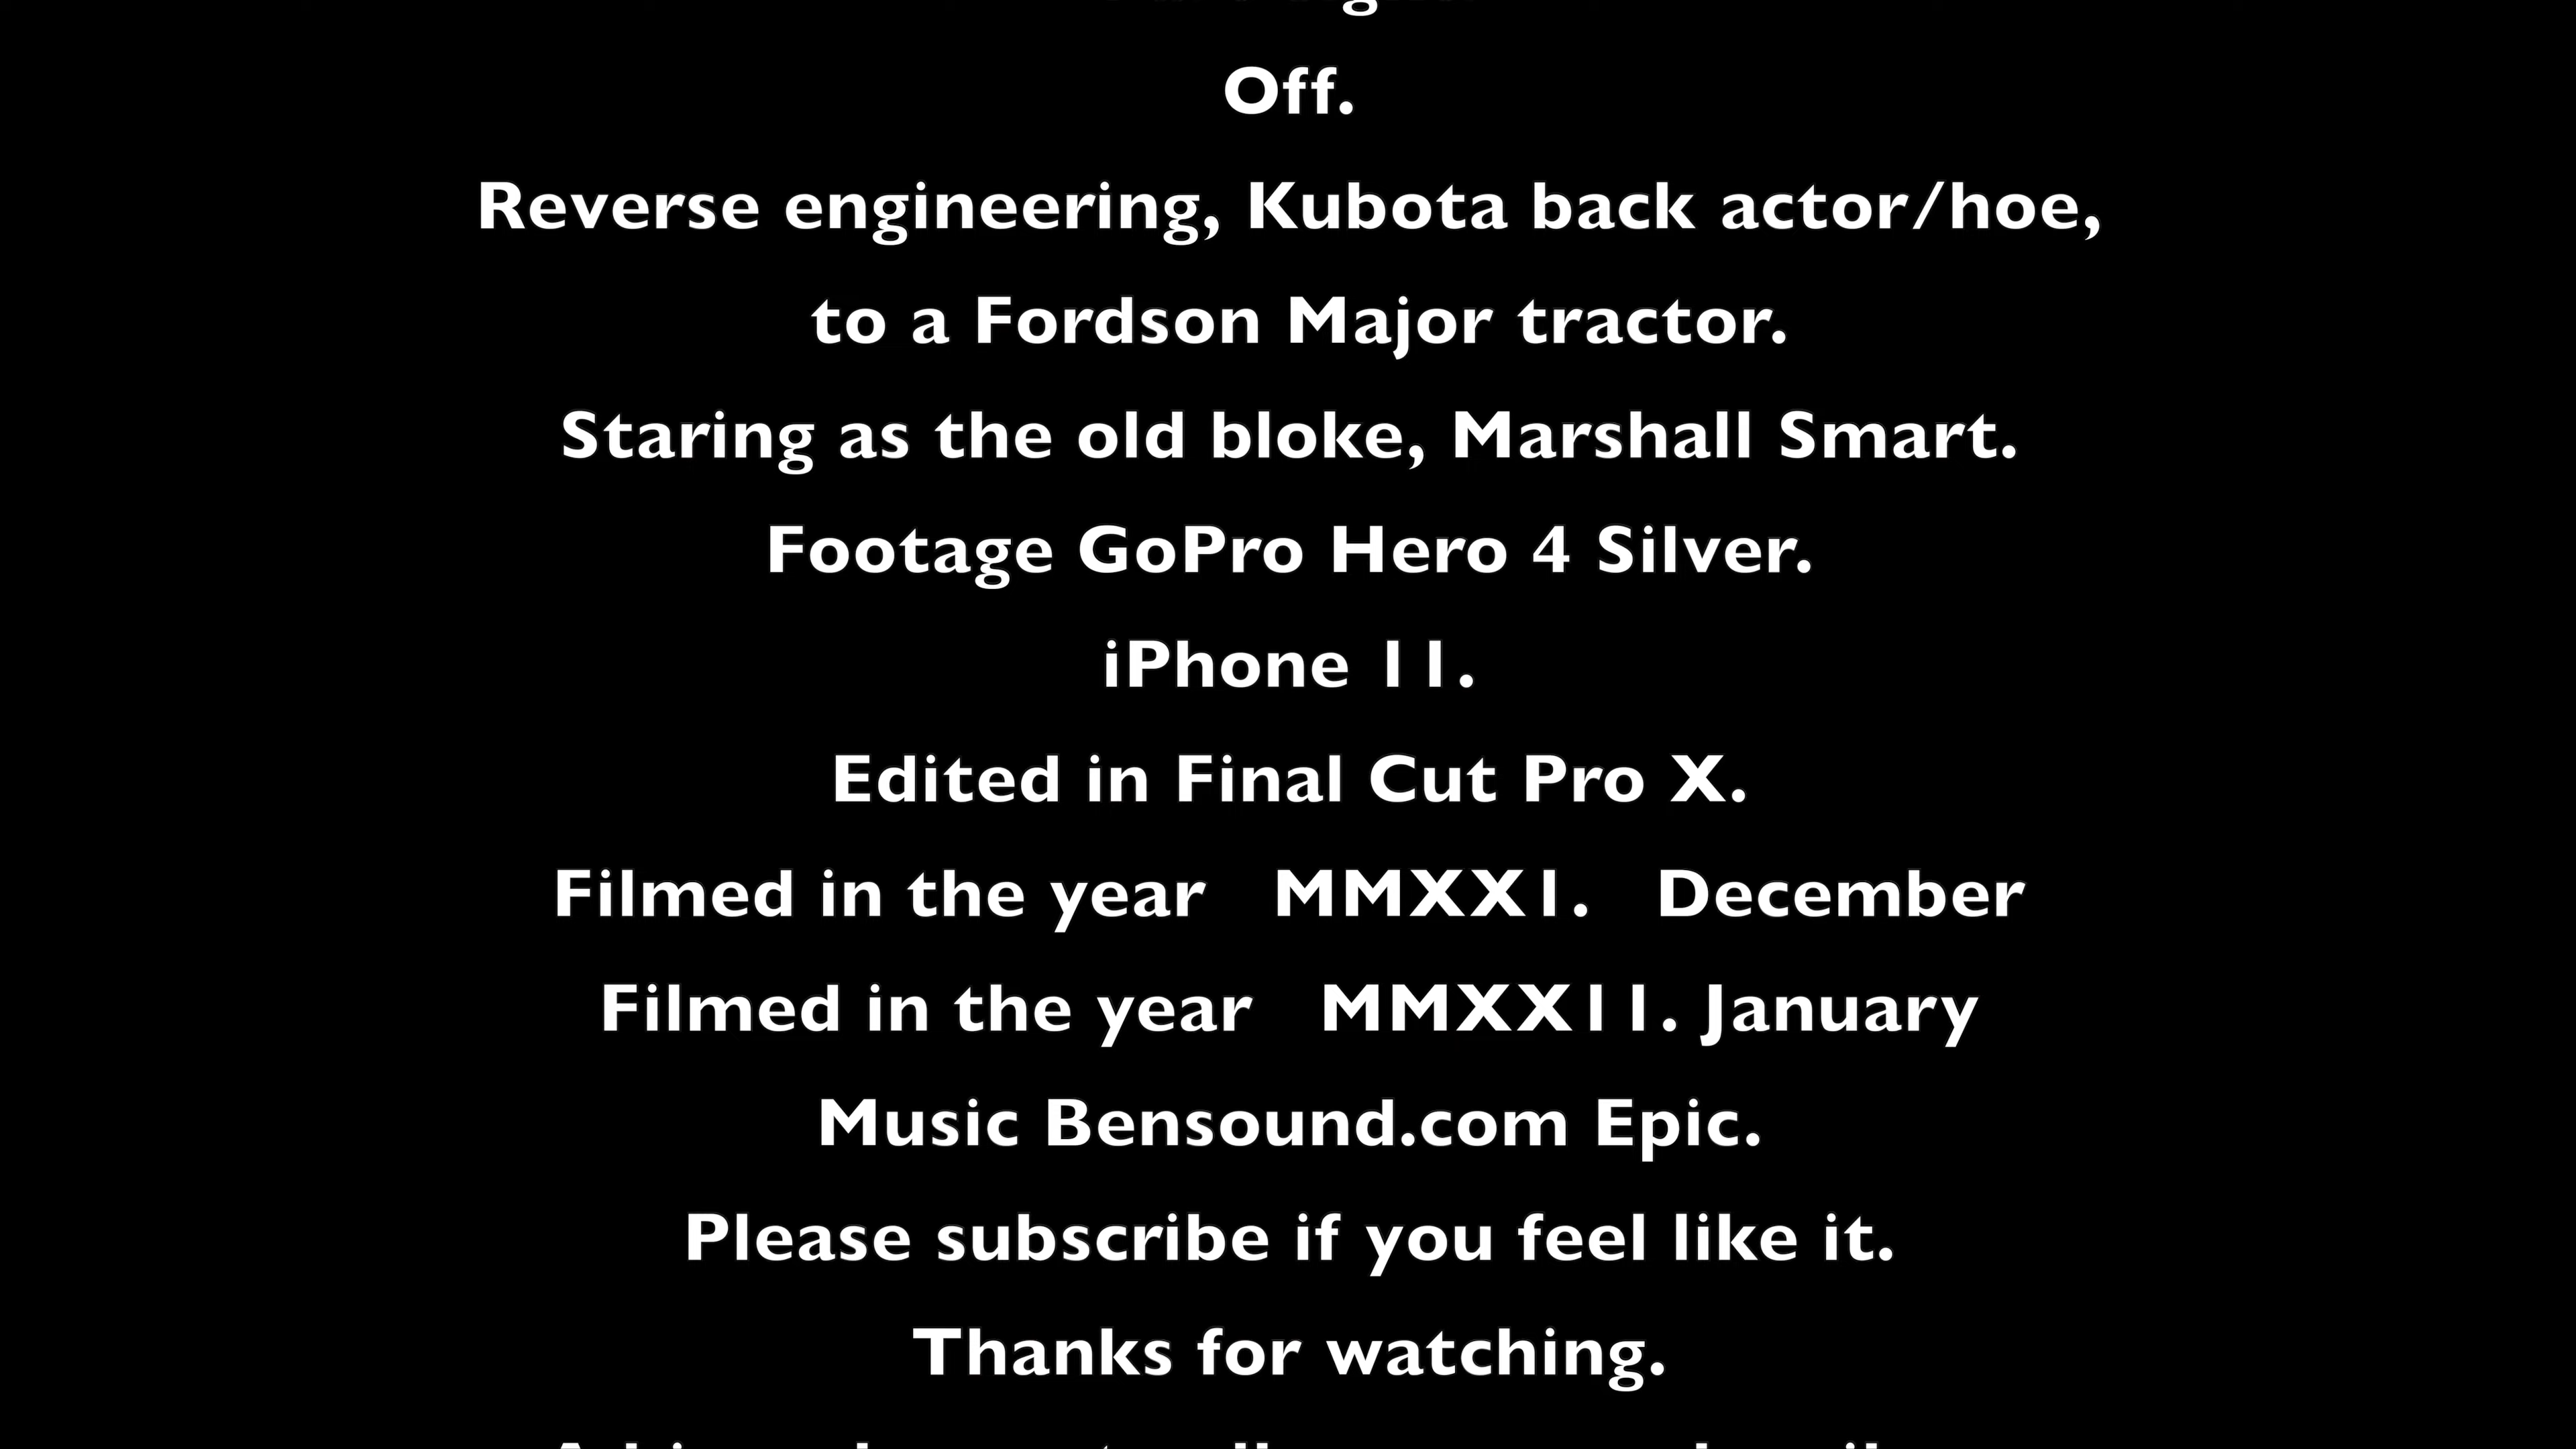 Off.
Reverse engineering, Kubota back actor/hoe,
to a Fordson Major tractor.
Staring as the old bloke, Marshall Smart.
Footage GoPro Hero 4 Silver.
iPhone 11.
Edited in Final Cut Pro X.
Filmed in the year MMXX1. December
Filmed in the year MMXX11. January
Music Bensound.com Epic.
Please subscribe if you feel like it.
Thanks for watching.